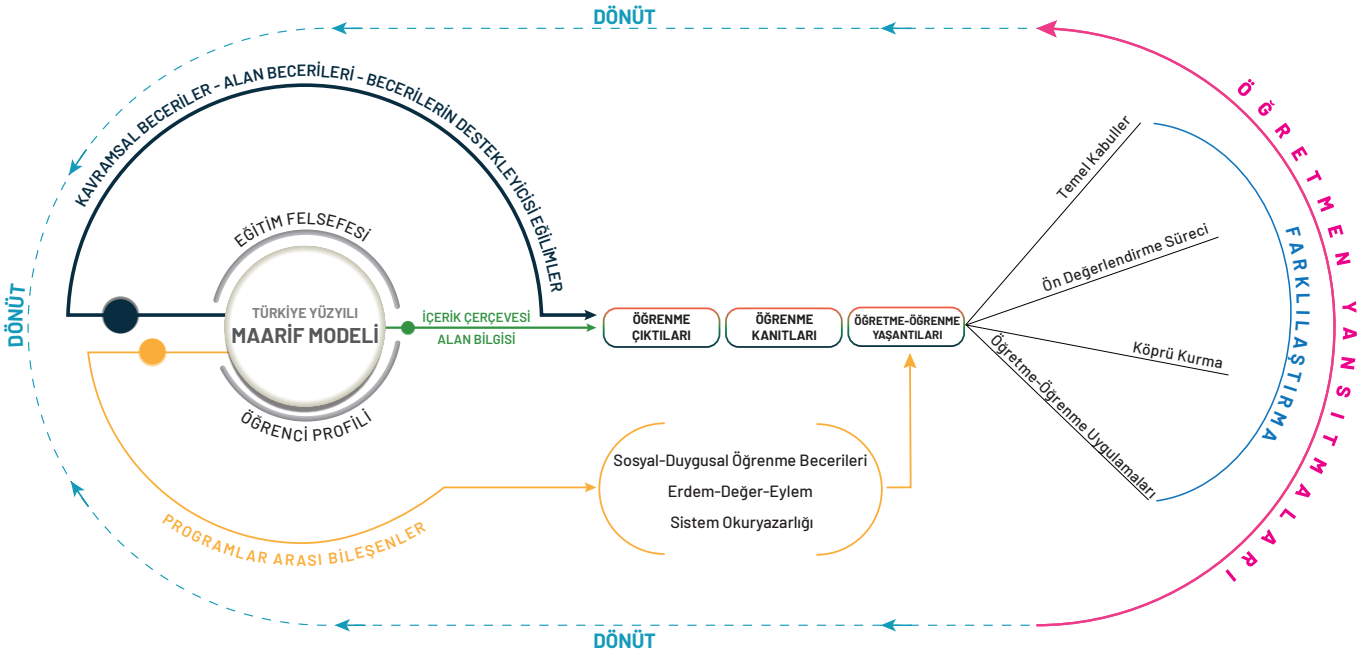 DÖNÜT
KAVRAMSAL BECERİLER - ALAN BECERİLERİ - BECERİLERİN DESTEKLEYİCİSİ EĞİLİMLER
DÖNÜT
EĞİTİM FELSEFESİ
TÜRKİYE YÜZYILI
MAARİF MODELİ
ÖĞRENCİ PROFİLİ
İÇERİK ÇERÇEVESİ
ALAN BİLGİSİ
ÖĞRENME
ÇIKTILARI
ÖĞRENME
KANITLARI
ÖĞRETME-ÖĞRENME
YAŞANTILARI
Temel Kabuller
Ön Değerlendirme Süreci
Köprü Kurma
Öğretme-Öğrenme Uygulamaları
FARKLILAŞTIRMA
ÖĞRETMEN YANSITMALARI
PROGRAMLAR ARASI BİLEŞENLER
Sosyal-Duygusal Öğrenme Becerileri
Erdem-Değer-Eylem
Sistem Okuryazarlığı
DÖNÜT